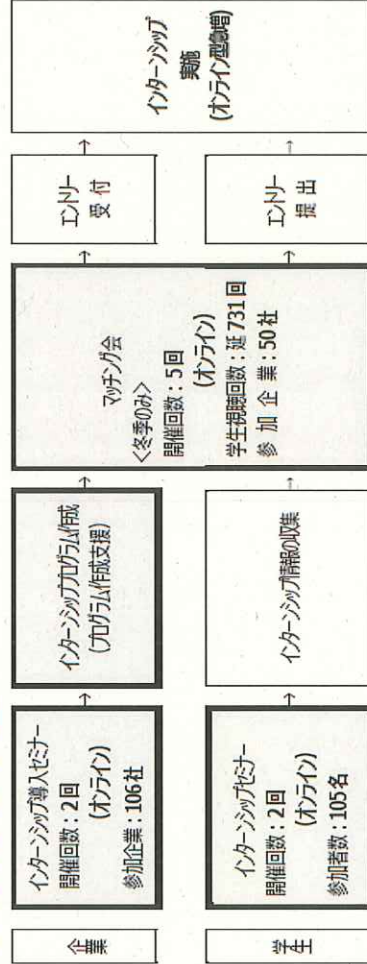 企業
インターンシップ導入セミナー
開催回数：2回
(オンライン)
参加企業：106社
→
インターンシッププログラム作成
(プログラム作成支援)
→
学生
インターンシップセミナー
開催回数：2回
(オンライン)
参加者数：105名
→
インターンシップ情報の収集
→
マッチング会
<冬季のみ>
開催回数：5回
(オンライン)
学生視聴回数：延731回
参加企業：50社
→
エントリー
受付
→
→
エントリー
提出
→
インターンシップ
実施
(オンライン型急増)